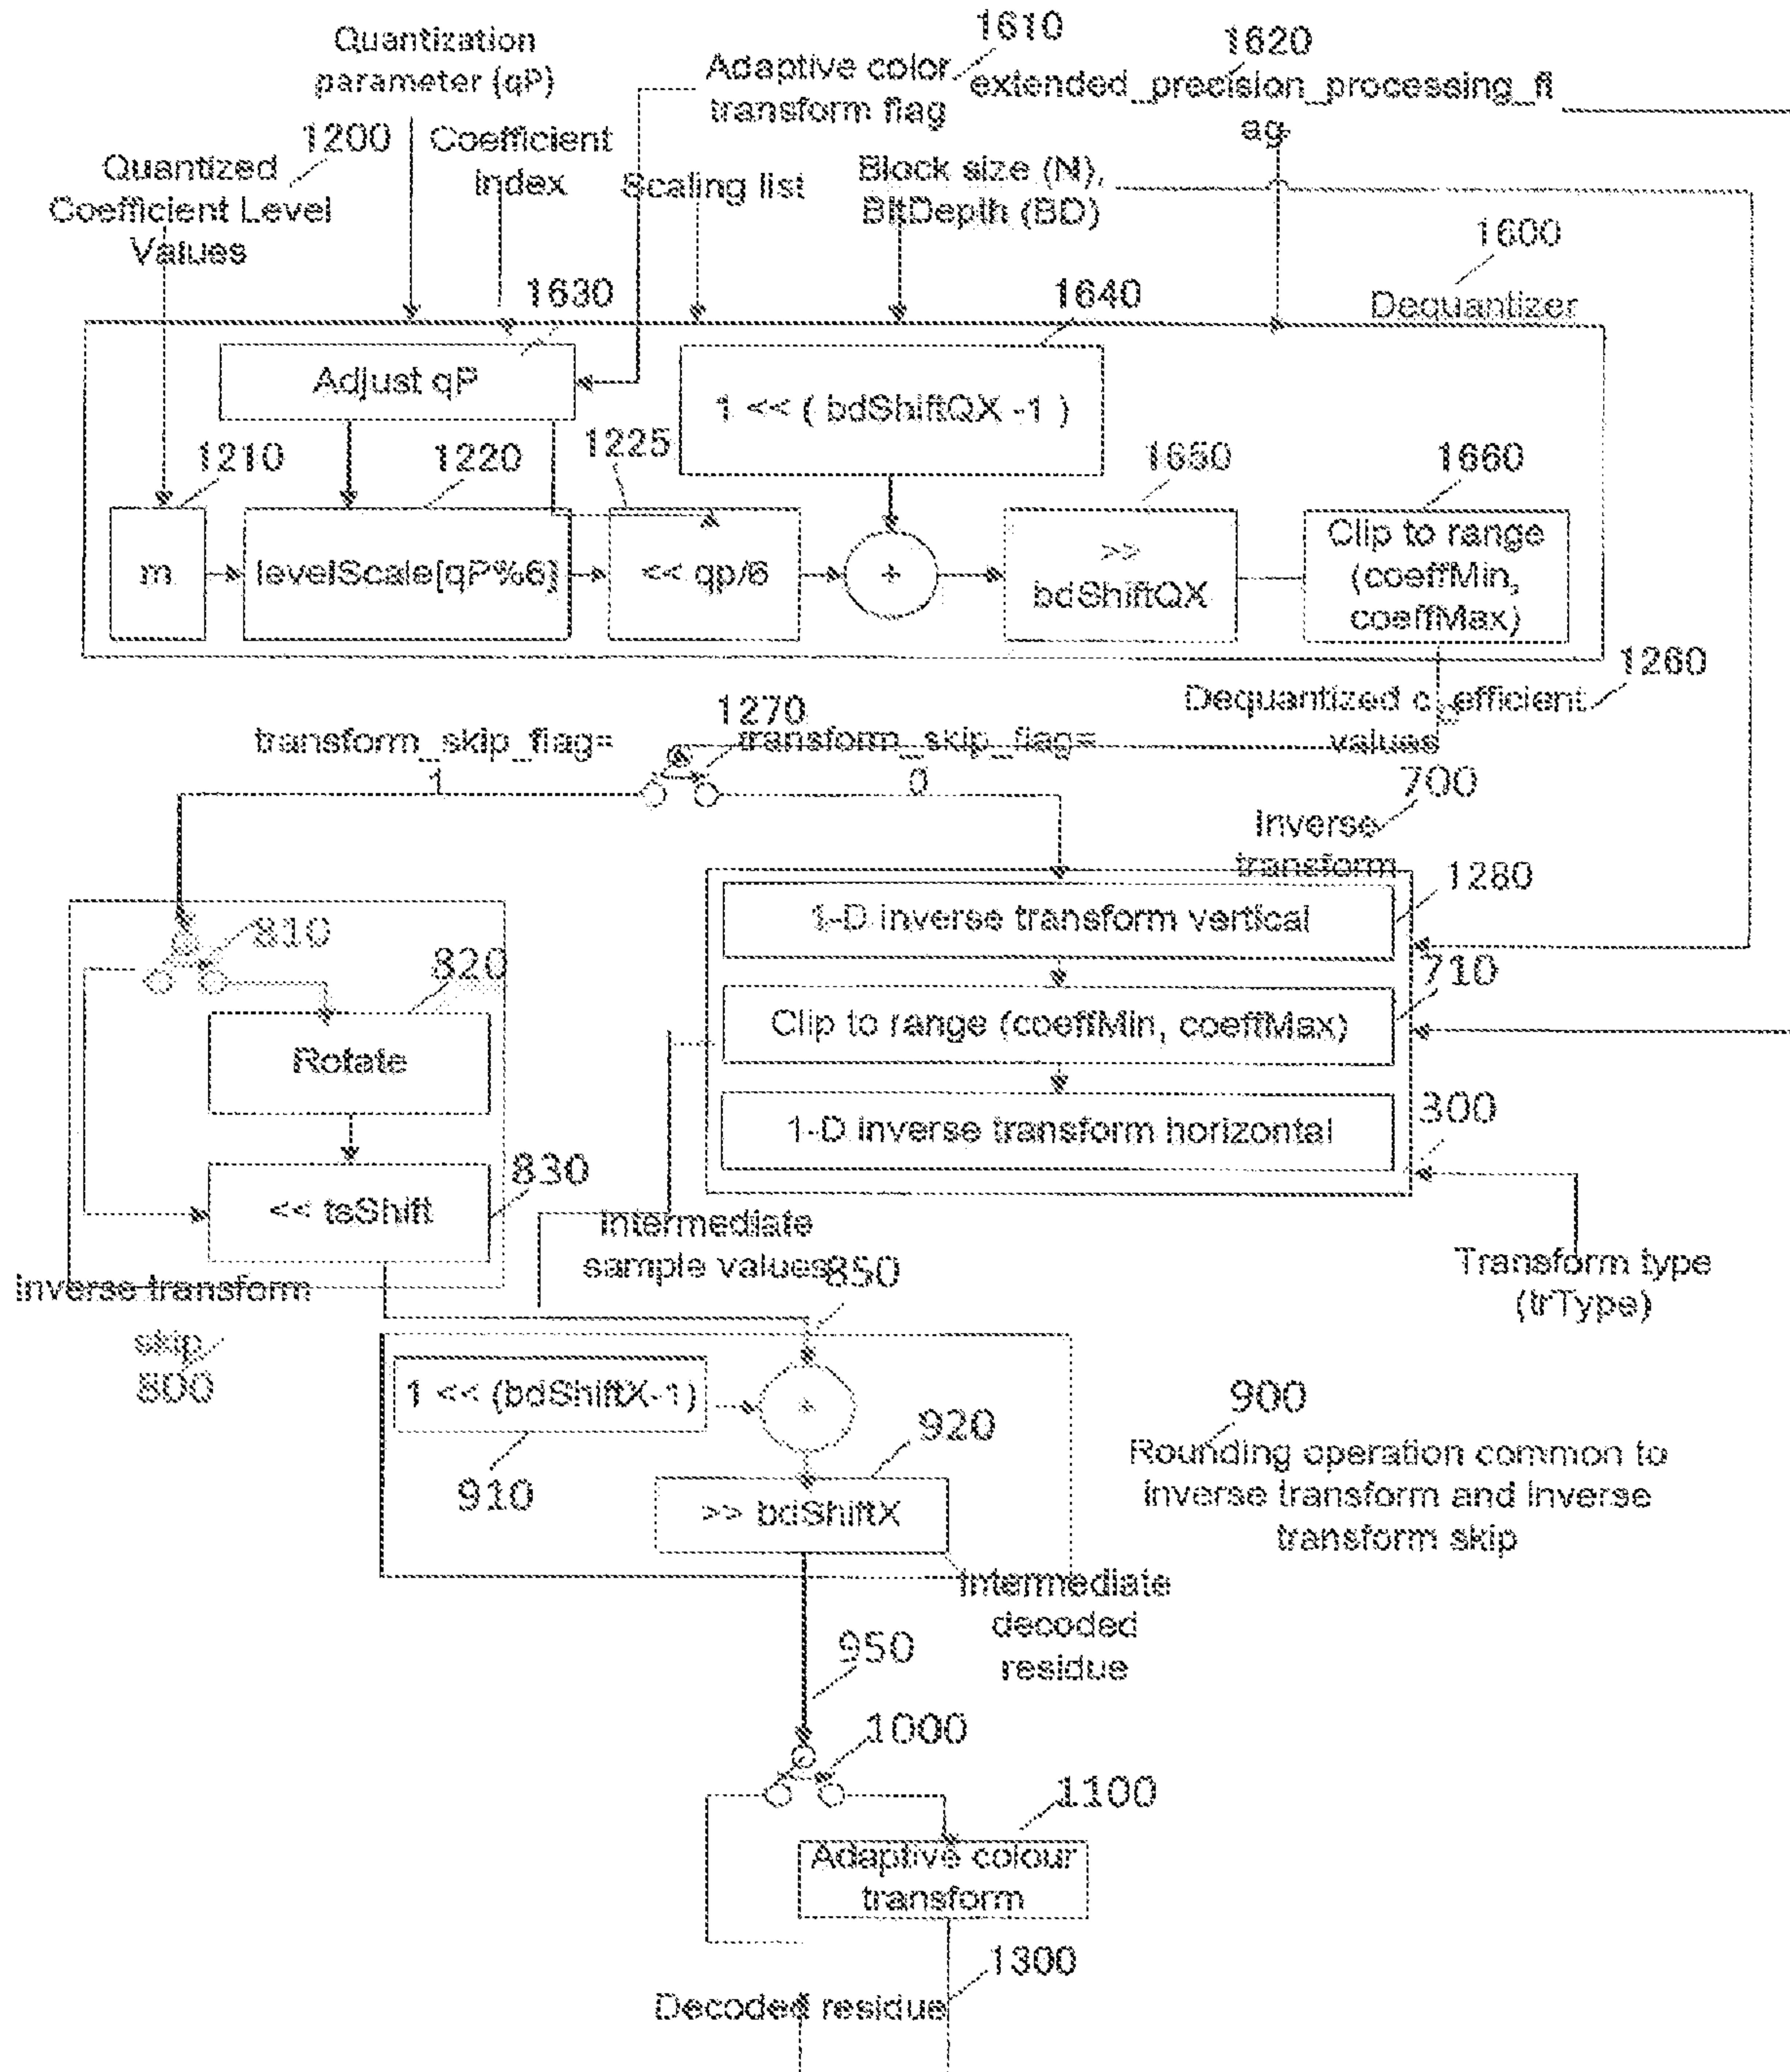 1610
1620
Quantization
parameter (qP)
Adaptive color
transform flag
extended_precision_processing_fl
ag
1200
Quantized
Coefficient Level
Values
Coefficient
Index
Scaling list
Block size (N),
BitDepth (BD)
1600
Dequantizer
1630
1640
Adjust qP
1 << ( bdShiftQX -1 )
1210
1220
1225
1650
1660
m
levelScale[qP%6]
<< qp/6
+
>>
bdShiftQX
Clip to range
(coeffMin,
coeffMax)
1260
Dequantized c efficient
values
1270
transform_skip_flag=
1
transform_skip_flag=
0
700
Inverse
transform
1280
1-D inverse transform vertical
810
820
710
Clip to range (coeffMin, coeffMax)
Rotate
300
1-D inverse transform horizontal
830
<< tsShift
Intermediate
sample values
850
Transform type
(trType)
Inverse transform
skip
800
1 << (bdShiftX-1)
+
910
920
>> bdShiftX
900
Rounding operation common to
inverse transform and inverse
transform skip
Intermediate
decoded
residue
950
1000
1100
Adaptive colour
transform
1300
Decoded residue